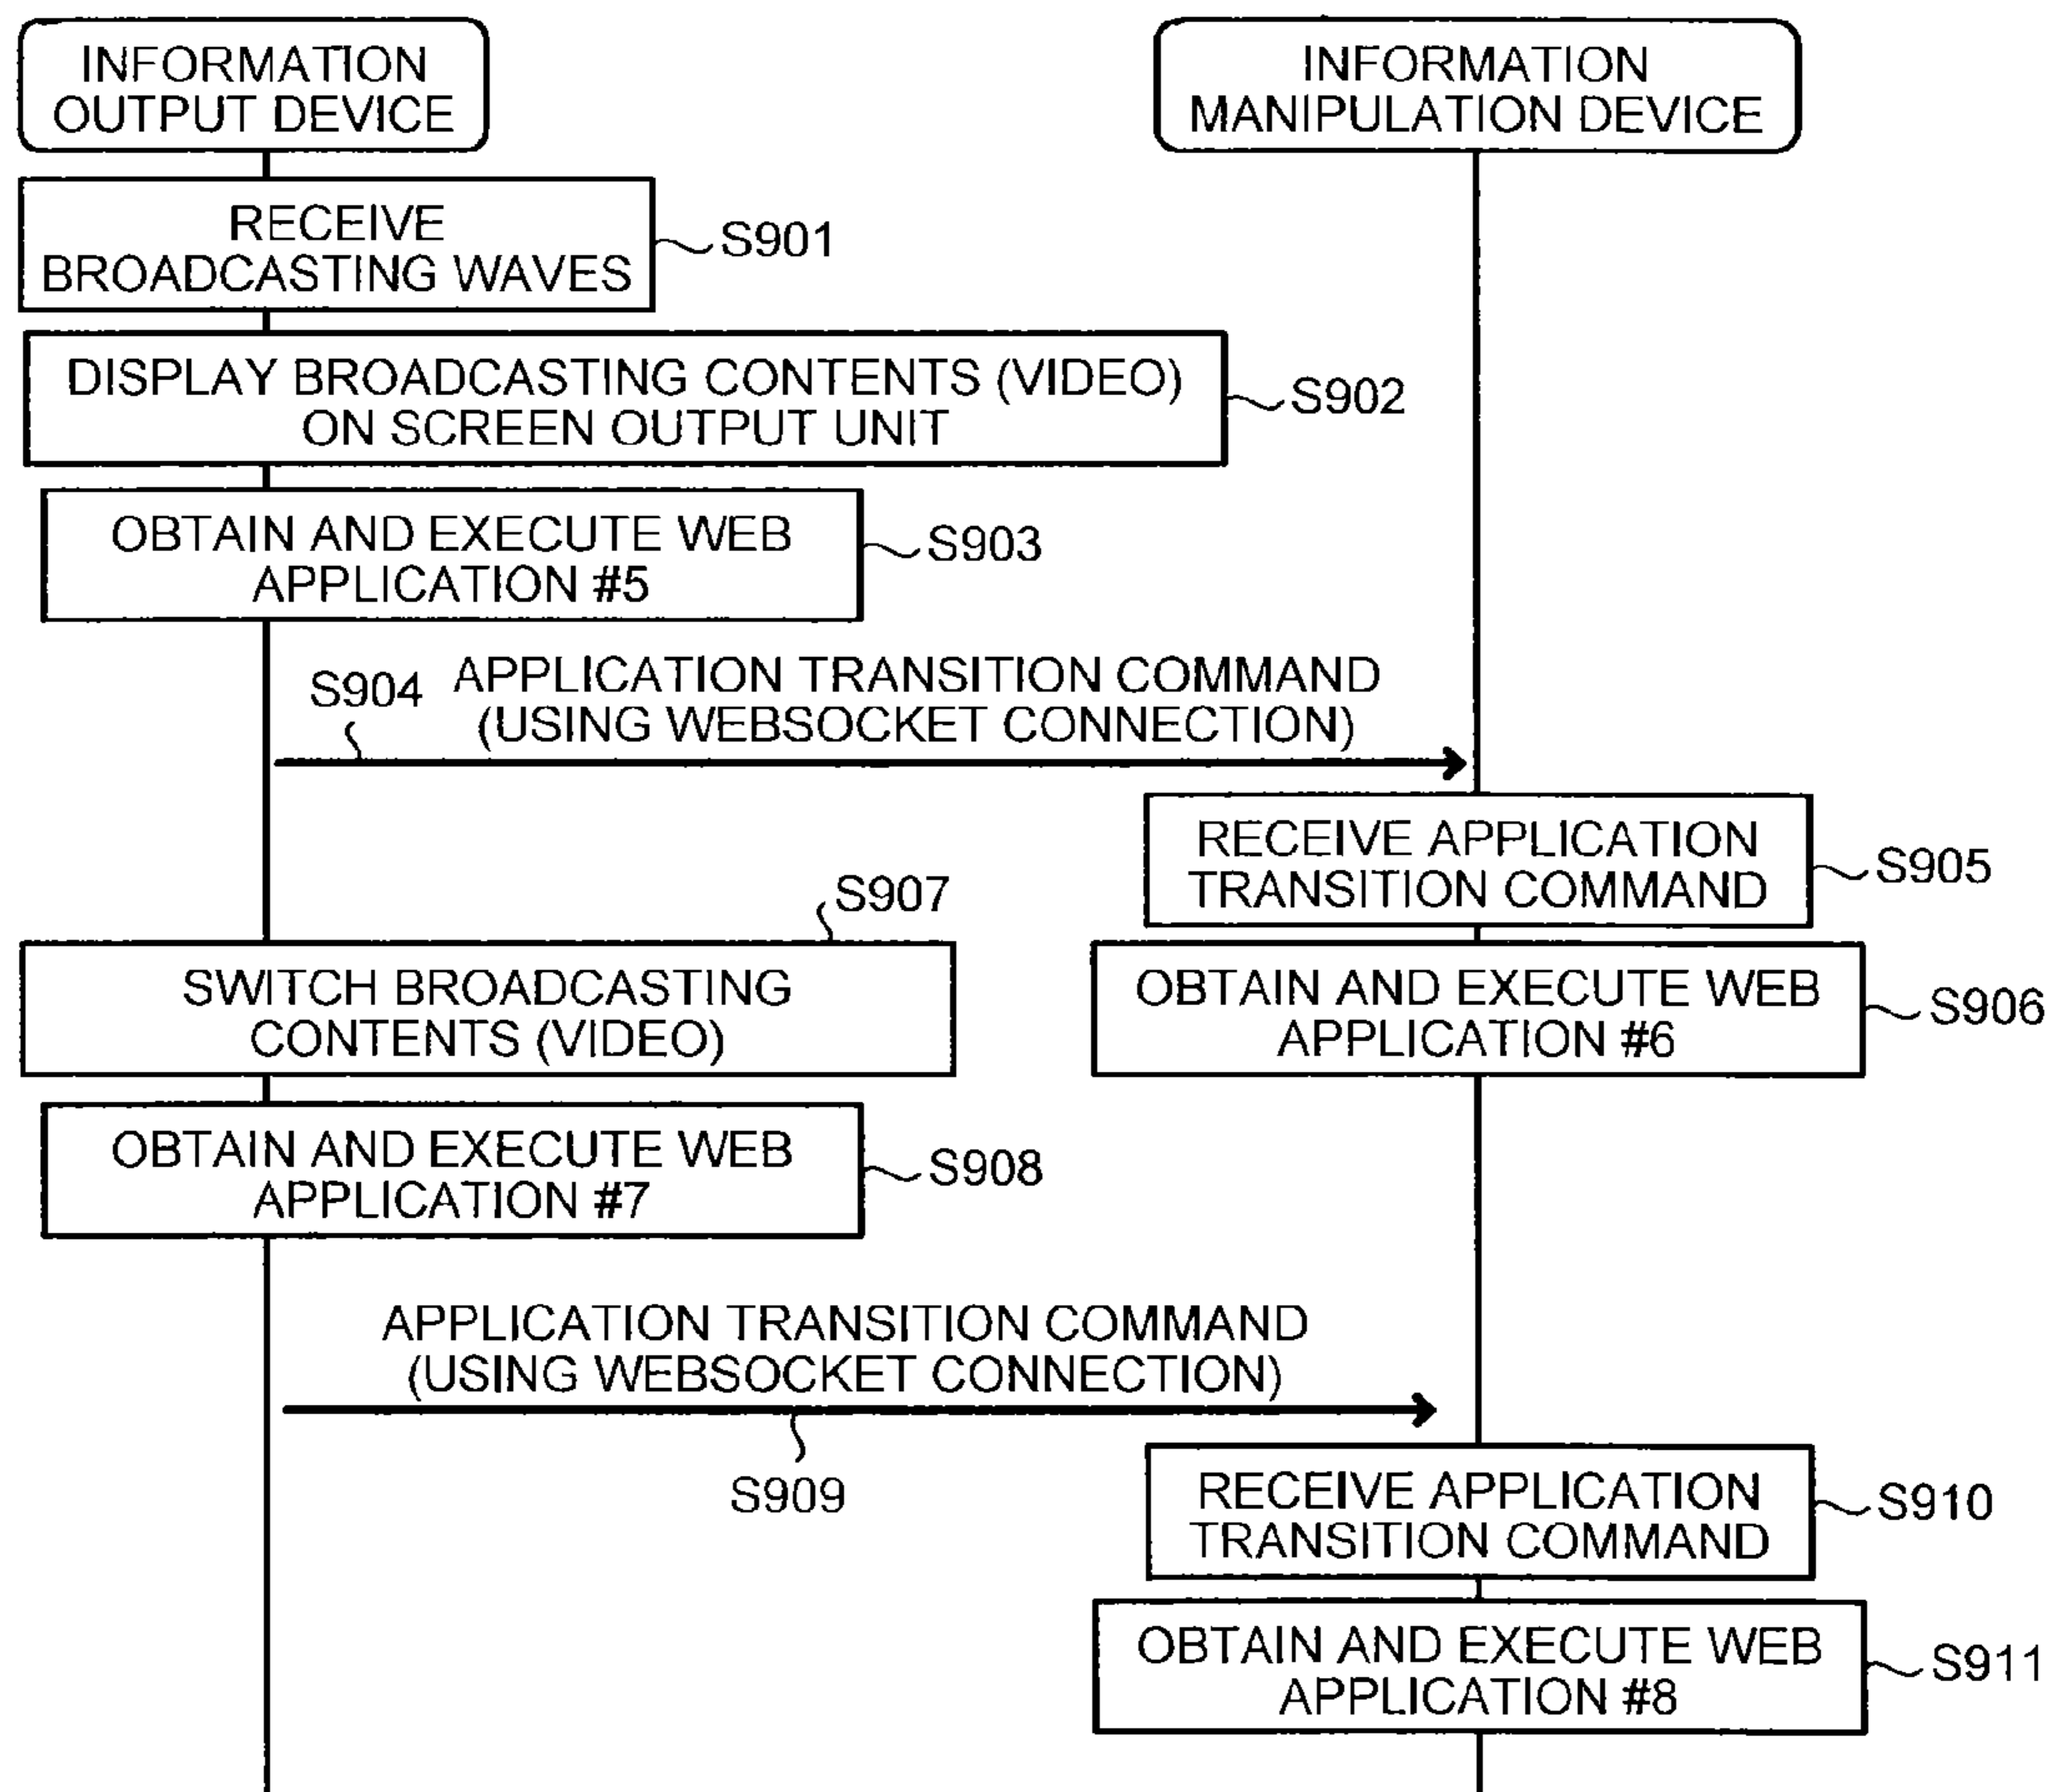 INFORMATION
OUTPUT DEVICE
INFORMATION
MANIPULATION DEVICE
RECEIVE
BROADCASTING WAVES
S901
DISPLAY BROADCASTING CONTENTS (VIDEO)
ON SCREEN OUTPUT UNIT
S902
OBTAIN AND EXECUTE WEB
APPLICATION #5
S903
S904
APPLICATION TRANSITION COMMAND
(USING WEBSOCKET CONNECTION)
RECEIVE APPLICATION
TRANSITION COMMAND
S905
S907
SWITCH BROADCASTING
CONTENTS (VIDEO)
OBTAIN AND EXECUTE WEB
APPLICATION #6
S906
OBTAIN AND EXECUTE WEB
APPLICATION #7
S908
APPLICATION TRANSITION COMMAND
(USING WEBSOCKET CONNECTION)
S909
RECEIVE APPLICATION
TRANSITION COMMAND
S910
OBTAIN AND EXECUTE WEB
APPLICATION #8
S911